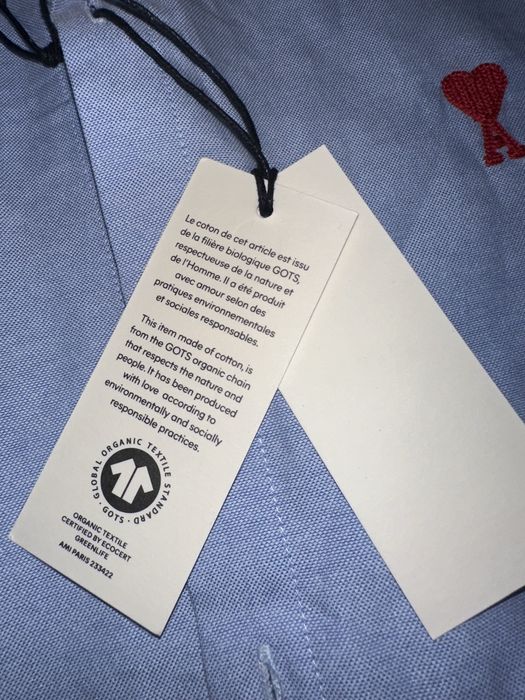 Le coton de cet article est issu
de la filière biologique GOTS,
respectueuse de la nature et
de l'Homme. Il a été produit
avec amour selon des
pratiques environnementales
et sociales responsables.
This item made of cotton, is
from the GOTS organic chain
that respects the nature and
people. It has been produced
with love according to
environmentally and socially
responsible practices.
GLOBAL ORGANIC TEXTILE STANDARD
· GOTS ·
ORGANIC TEXTILE
CERTIFIED BY ECOCERT
GREENLIFE
AMI PARIS 233422
A